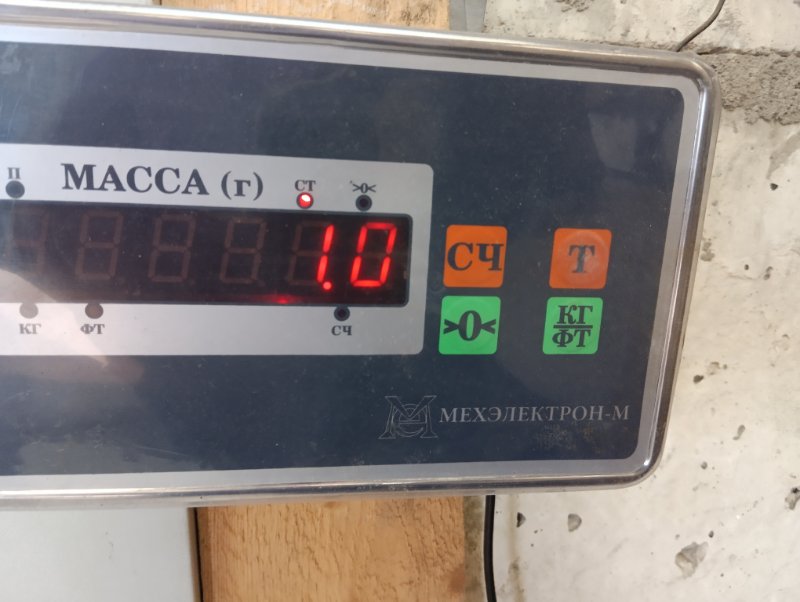 П МАССА (г) СТ >0<
1.0
КГ ФТ СЧ
СЧ Т
>0< КГ/ФТ
МЕХЭЛЕКТРОН-М